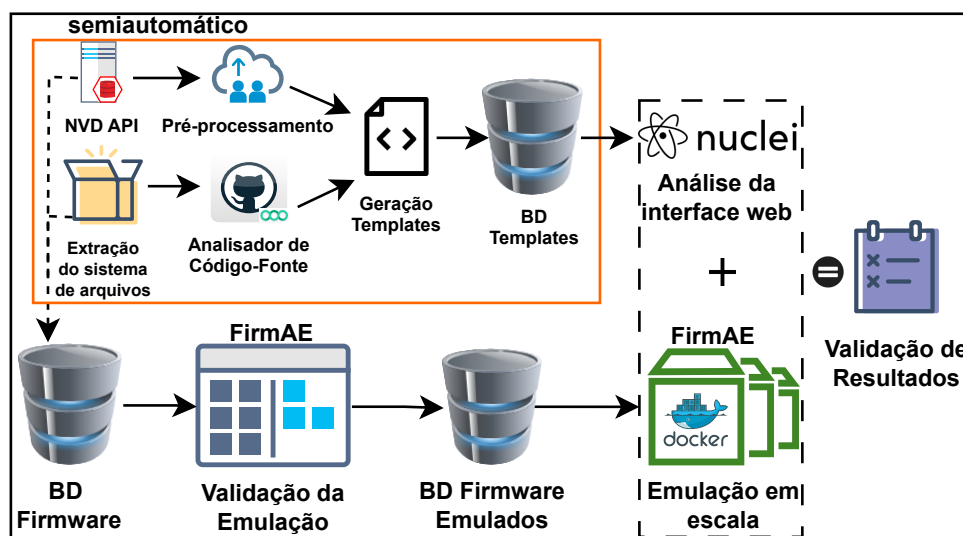 semiautomático
NVD API
Pré-processamento
Extração
do sistema
de arquivos
Analisador de
Código-Fonte
Geração
Templates
BD
Templates
nuclei
Análise da
interface web
+
=
FirmAE
BD
Firmware
Validação da
Emulação
BD Firmware
Emulados
FirmAE
docker
Emulação em
escala
Validação de
Resultados